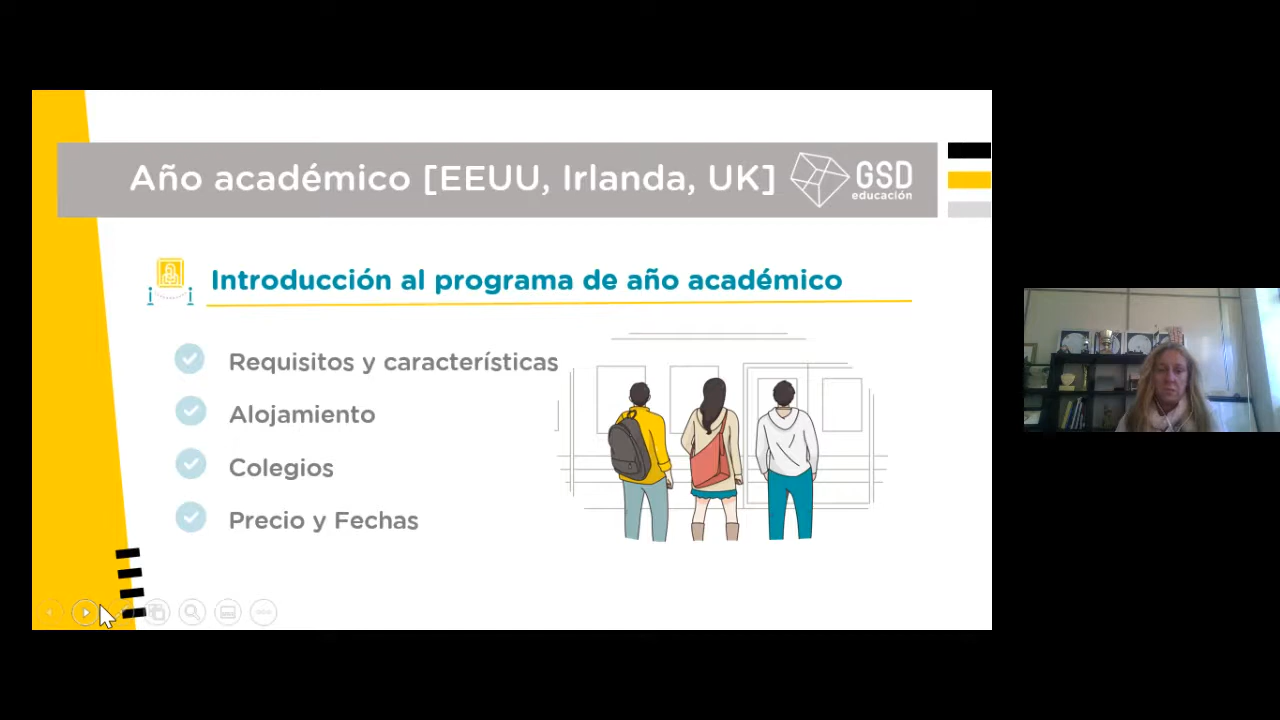 Año académico [EEUU, Irlanda, UK]
GSD
educación
Introducción al programa de año académico
Requisitos y características
Alojamiento
Colegios
Precio y Fechas